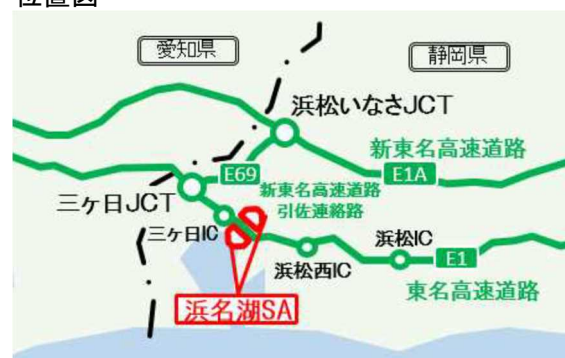 位置図
愛知県
静岡県
浜松いなさJCT
新東名高速道路
E1A
E69
新東名高速道路
引佐連絡路
三ヶ日JCT
三ヶ日IC
浜松西IC
浜松IC
E1
東名高速道路
浜名湖SA